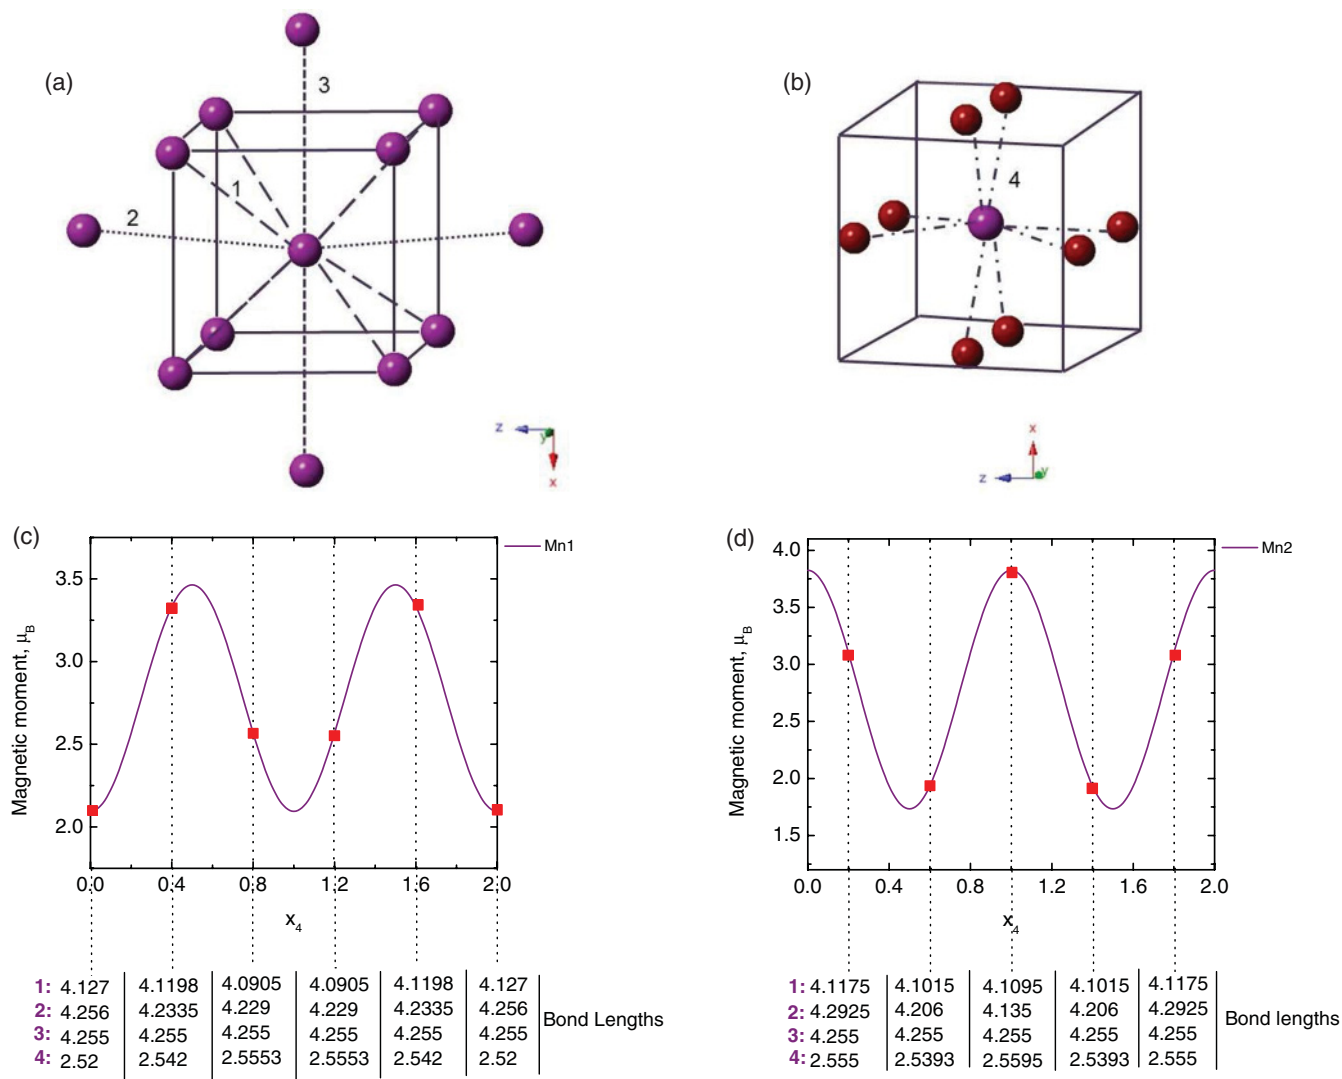 (a)
3
1
2
z
y
x
(b)
4
x
z
y
(c)
Mn1
3.5
3.0
2.5
2.0
Magnetic moment, μB
0.0 0.4 0.8 1.2 1.6 2.0
x4
1: 4.127 4.1198 4.0905 4.0905 4.1198 4.127
2: 4.256 4.2335 4.229 4.229 4.2335 4.256
3: 4.255 4.255 4.255 4.255 4.255 4.255
4: 2.52 2.542 2.5553 2.5553 2.542 2.52
Bond Lengths
(d)
Mn2
4.0
3.5
3.0
2.5
2.0
1.5
Magnetic moment, μB
0.0 0.4 0.8 1.2 1.6 2.0
x4
1: 4.1175 4.1015 4.1095 4.1015 4.1175
2: 4.2925 4.206 4.135 4.206 4.2925
3: 4.255 4.255 4.255 4.255 4.255
4: 2.555 2.5393 2.5595 2.5393 2.555
Bond lengths